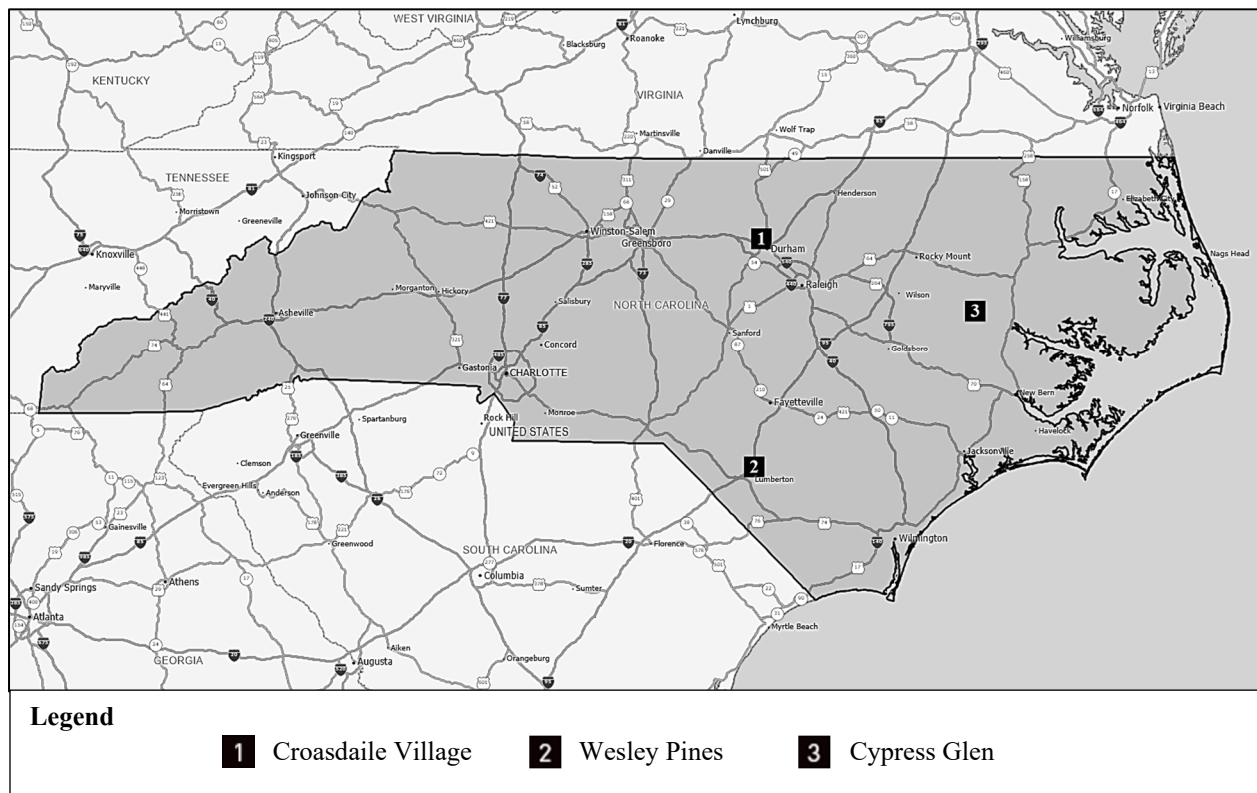 WEST VIRGINIA
Lynchburg
Roanoke
Blacksburg
Williamsburg
KENTUCKY
VIRGINIA
Norfolk
Virginia Beach
Martinsville
Wolf Trap
Danville
Kingsport
TENNESSEE
Johnson City
Morristown
Greeneville
Henderson
Elizabeth City
Winston-Salem
Greensboro
1
Durham
Knoxville
Rocky Mount
Nags Head
Maryville
Morganton
Hickory
Raleigh
Wilson
Salisbury
NORTH CAROLINA
3
Asheville
Sanford
Concord
Goldsboro
Gastonia
CHARLOTTE
New Bern
Fayetteville
Monroe
Rock Hill
Spartanburg
UNITED STATES
Havelock
Greenville
Jacksonville
Clemson
2
Lumberton
Evergreen Hills
Anderson
Gainesville
Wilmington
Greenwood
SOUTH CAROLINA
Florence
Columbia
Athens
Sandy Springs
Sumter
Atlanta
Myrtle Beach
Aiken
GEORGIA
Augusta
Orangeburg
Legend
1 Croasdaile Village 2 Wesley Pines 3 Cypress Glen